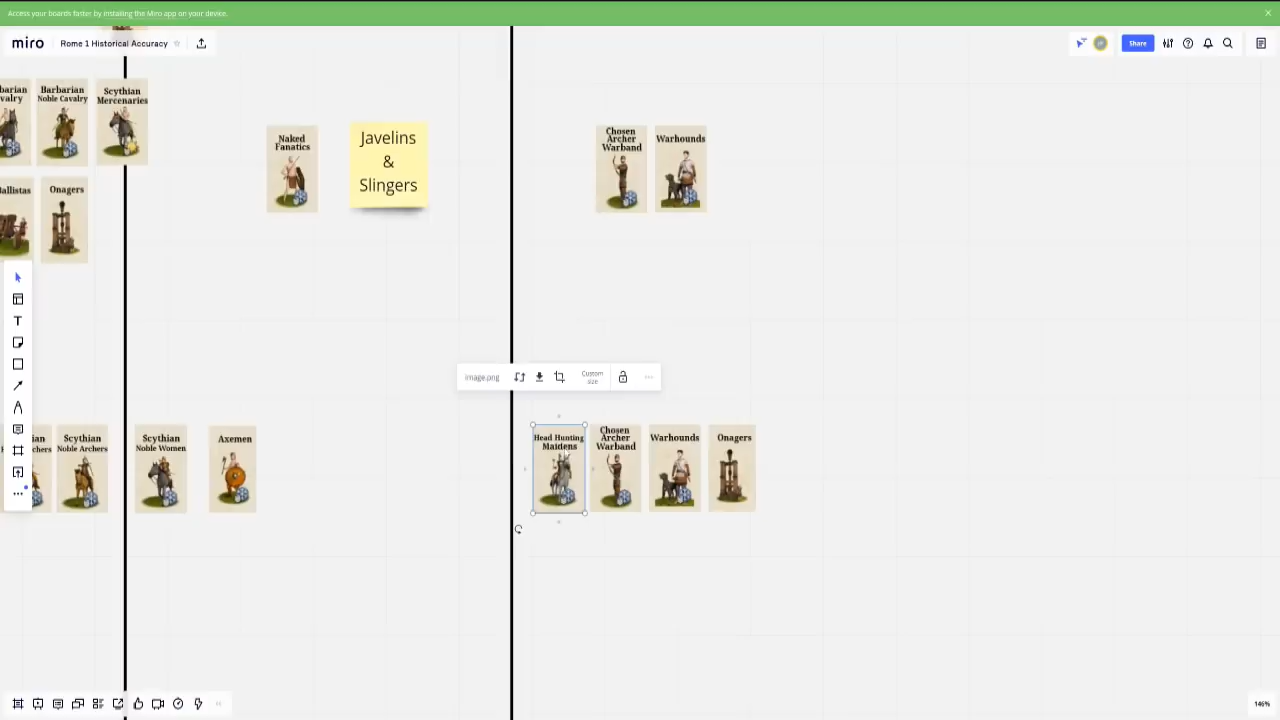 Access your boards faster by installing the Miro app on your device.
miro
Rome 1 Historical Accuracy
Share
Barbarian
Noble Cavalry
Scythian
Mercenaries
Naked
Fanatics
Javelins
&
Slingers
Chosen
Archer
Warband
Warhounds
allistas
Onagers
image.png
Custom
size
Scythian
Noble Archers
Scythian
Noble Women
Axemen
Head Hunting
Maidens
Chosen
Archer
Warband
Warhounds
Onagers
146%